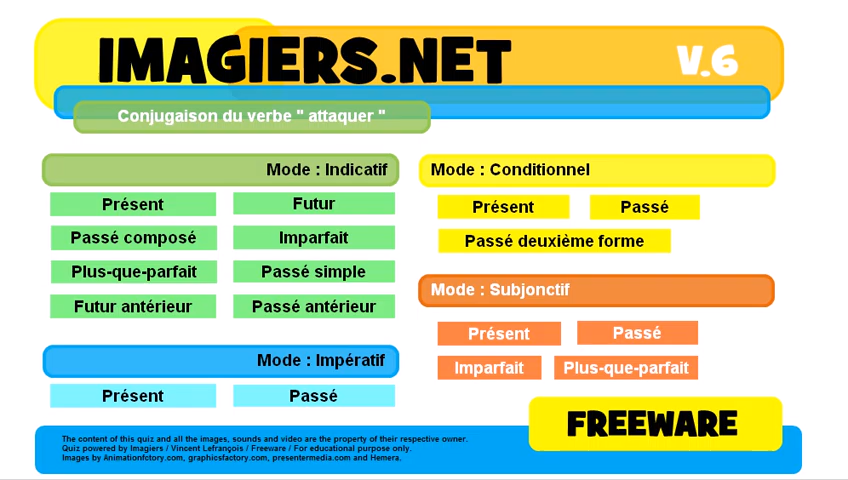 IMAGIERS.NET
V.6
Conjugaison du verbe " attaquer "
Mode : Indicatif
Présent
Futur
Passé composé
Imparfait
Plus-que-parfait
Passé simple
Futur antérieur
Passé antérieur
Mode : Impératif
Présent
Passé
Mode : Conditionnel
Présent
Passé
Passé deuxième forme
Mode : Subjonctif
Présent
Passé
Imparfait
Plus-que-parfait
FREEWARE
The content of this quiz and all the images, sounds and video are the property of their respective owner.
Quiz powered by Imagiers / Vincent Lefrançois / Freeware / For educational purpose only.
Images by Animationfctory.com, graphicsfactory.com, presentermedia.com and Hemera.